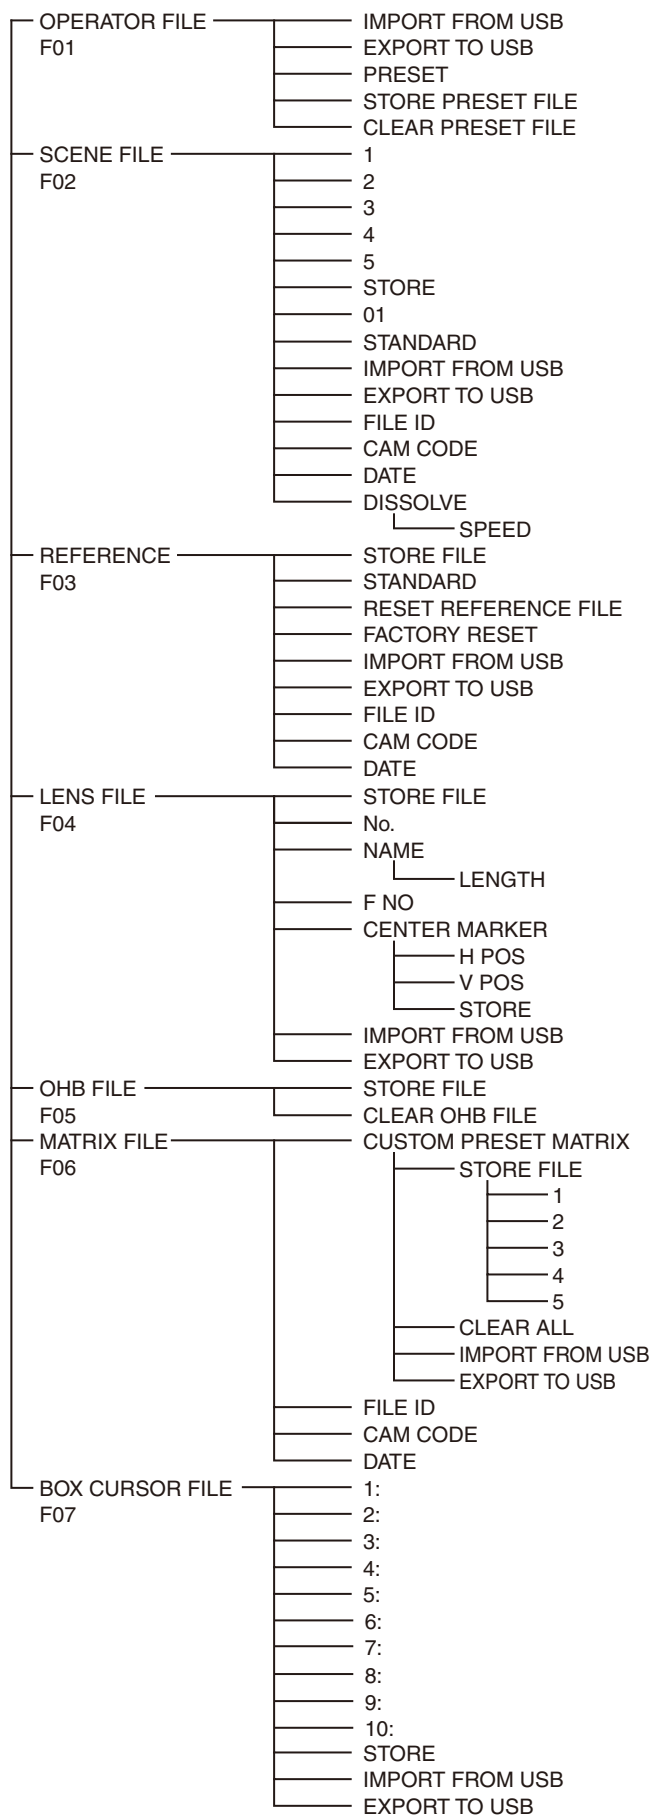 OPERATOR FILE IMPORT FROM USB
F01 EXPORT TO USB
PRESET
STORE PRESET FILE
CLEAR PRESET FILE
SCENE FILE 1
F02 2
3
4
5
STORE
01
STANDARD
IMPORT FROM USB
EXPORT TO USB
FILE ID
CAM CODE
DATE
DISSOLVE
SPEED
REFERENCE STORE FILE
F03 STANDARD
RESET REFERENCE FILE
FACTORY RESET
IMPORT FROM USB
EXPORT TO USB
FILE ID
CAM CODE
DATE
LENS FILE STORE FILE
F04 No.
NAME
LENGTH
F NO
CENTER MARKER
H POS
V POS
STORE
IMPORT FROM USB
EXPORT TO USB
OHB FILE STORE FILE
F05 CLEAR OHB FILE
MATRIX FILE CUSTOM PRESET MATRIX
F06 STORE FILE
1
2
3
4
5
CLEAR ALL
IMPORT FROM USB
EXPORT TO USB
FILE ID
CAM CODE
DATE
BOX CURSOR FILE 1:
F07 2:
3:
4:
5:
6:
7:
8:
9:
10:
STORE
IMPORT FROM USB
EXPORT TO USB